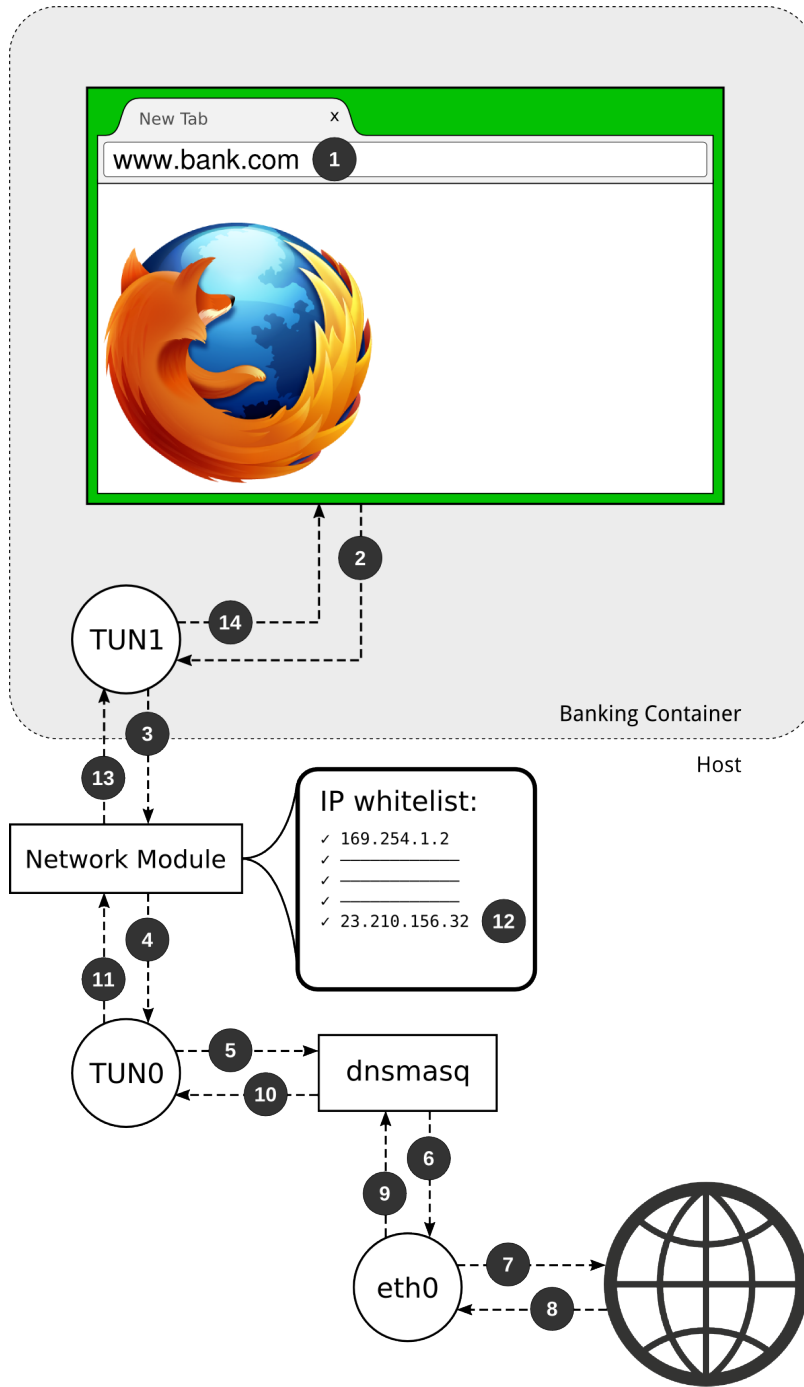 New Tab
x
www.bank.com
1
2
14
TUN1
Banking Container
3
Host
13
IP whitelist:
✓ 169.254.1.2
✓
✓
✓
✓ 23.210.156.32
12
Network Module
4
11
TUN0
5
dnsmasq
10
6
9
7
eth0
8